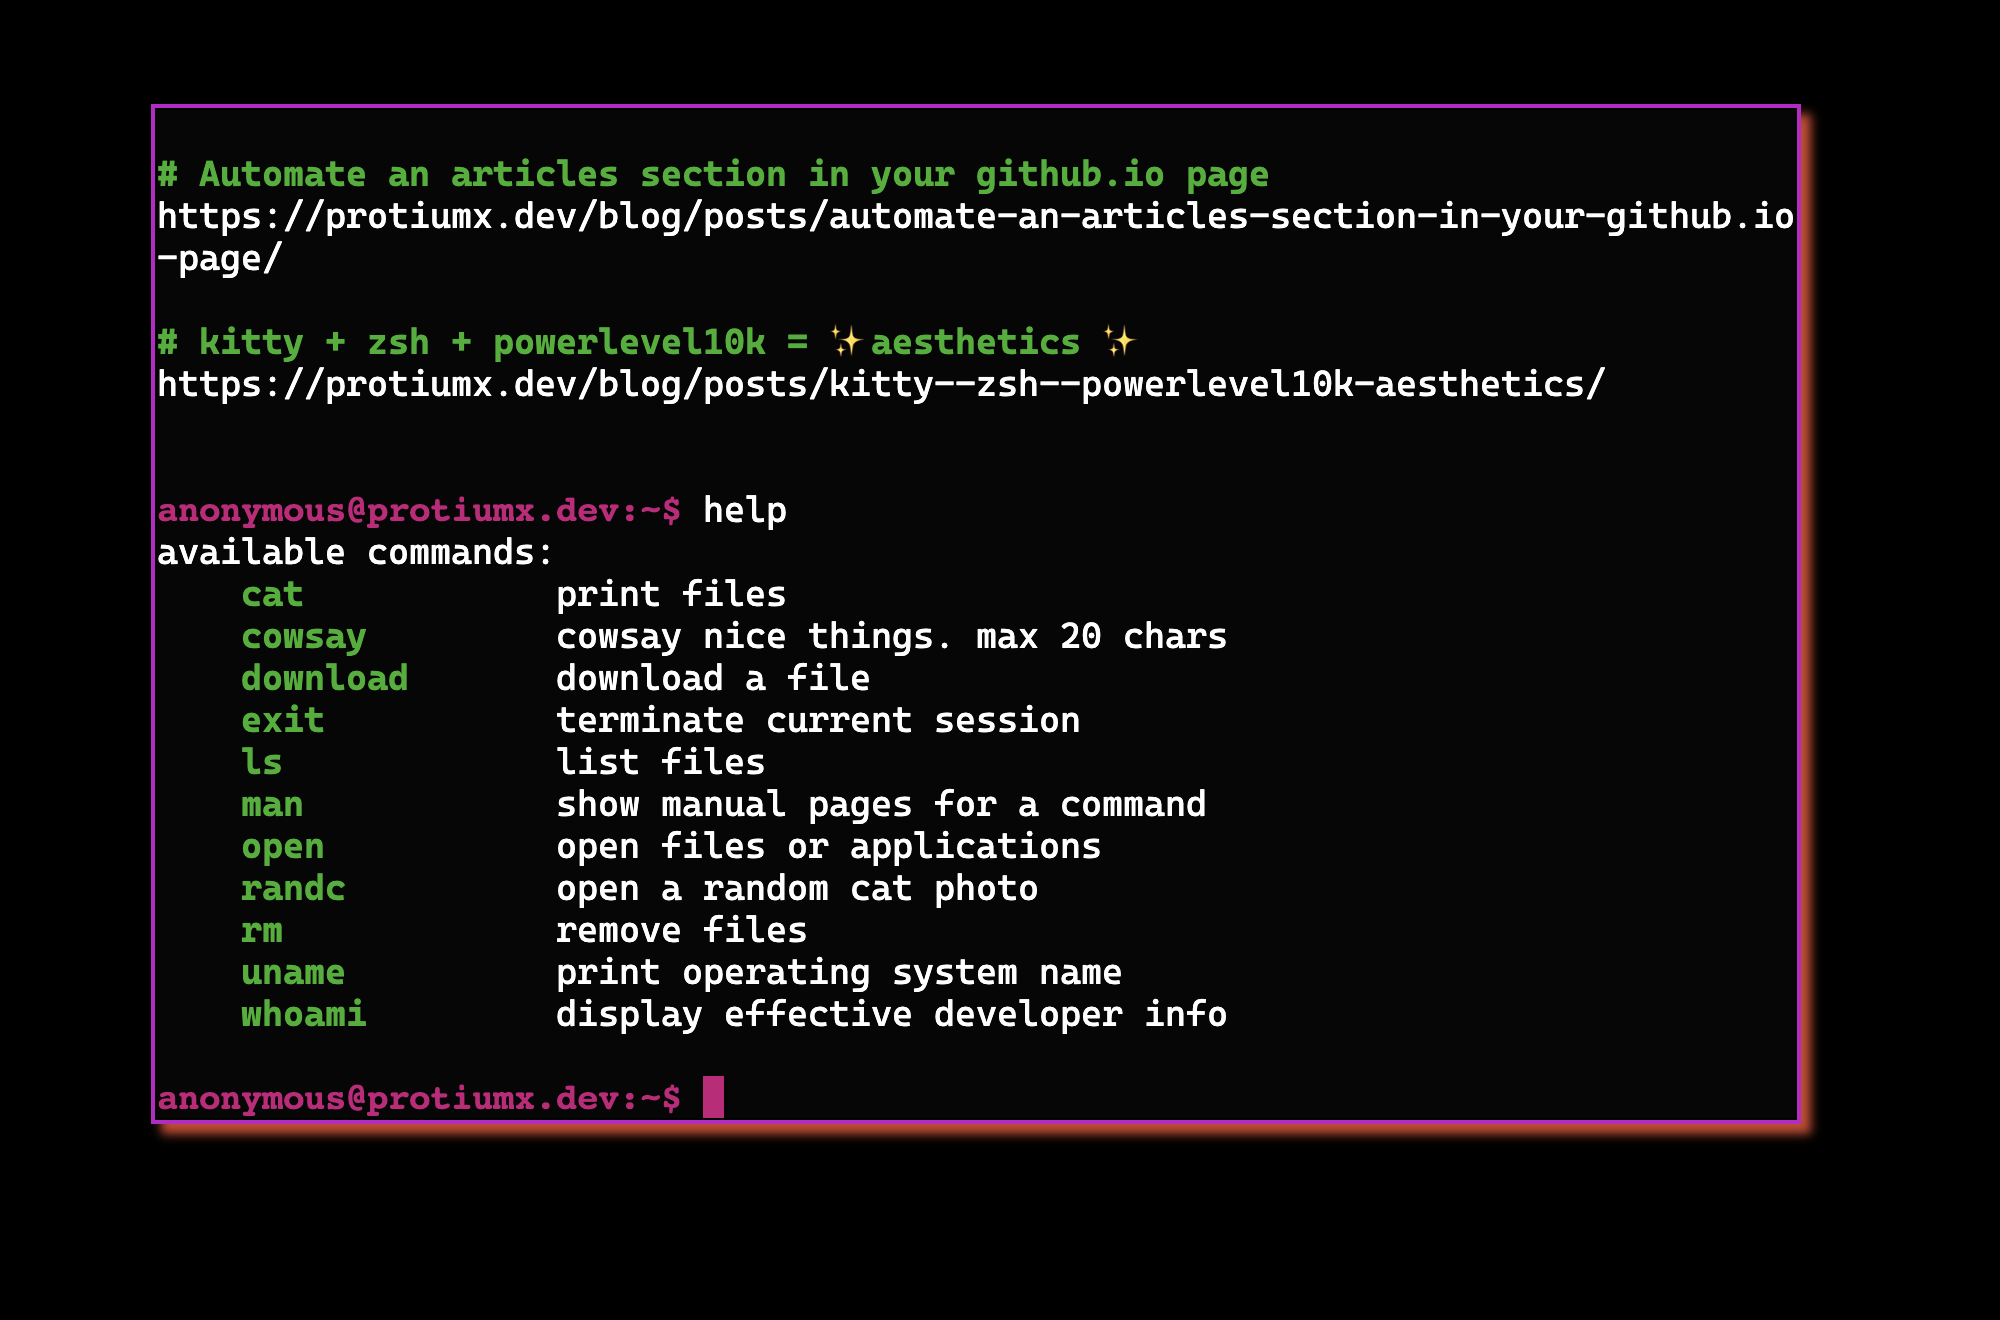 # Automate an articles section in your github.io page
https://protiumx.dev/blog/posts/automate-an-articles-section-in-your-github.io
-page/
# kitty + zsh + powerlevel10k = ✨aesthetics ✨
https://protiumx.dev/blog/posts/kitty--zsh--powerlevel10k-aesthetics/
anonymous@protiumx.dev:~$ help
available commands:
cat print files
cowsay cowsay nice things. max 20 chars
download download a file
exit terminate current session
ls list files
man show manual pages for a command
open open files or applications
randc open a random cat photo
rm remove files
uname print operating system name
whoami display effective developer info
anonymous@protiumx.dev:~$